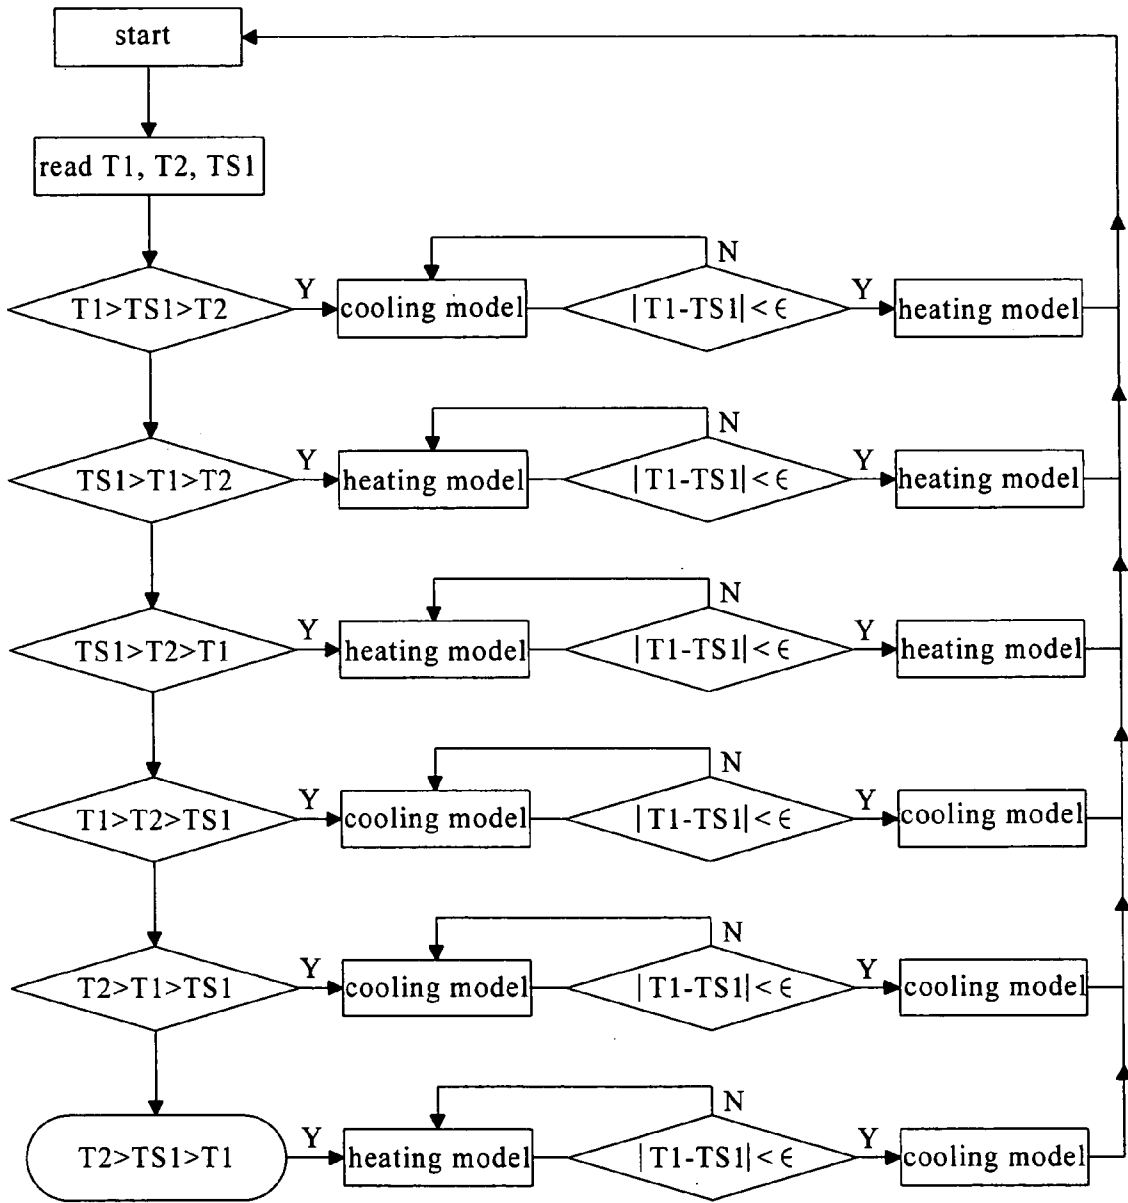 start
read T1, T2, TS1
T1>TS1>T2
Y
cooling model
N
|T1-TS1|<ϵ
Y
heating model
TS1>T1>T2
Y
heating model
N
|T1-TS1|<ϵ
Y
heating model
TS1>T2>T1
Y
heating model
N
|T1-TS1|<ϵ
Y
heating model
T1>T2>TS1
Y
cooling model
N
|T1-TS1|<ϵ
Y
cooling model
T2>T1>TS1
Y
cooling model
N
|T1-TS1|<ϵ
Y
cooling model
T2>TS1>T1
Y
heating model
N
|T1-TS1|<ϵ
Y
cooling model